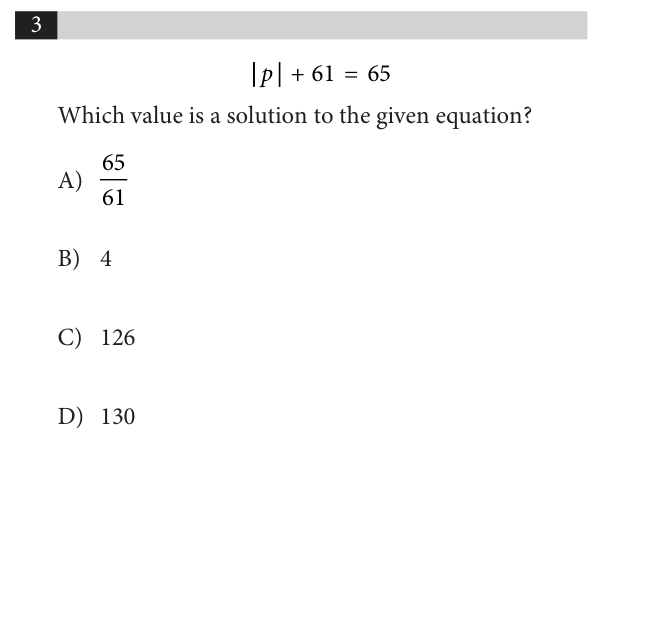 3
|p| + 61 = 65
Which value is a solution to the given equation?
A) 65/61
B) 4
C) 126
D) 130